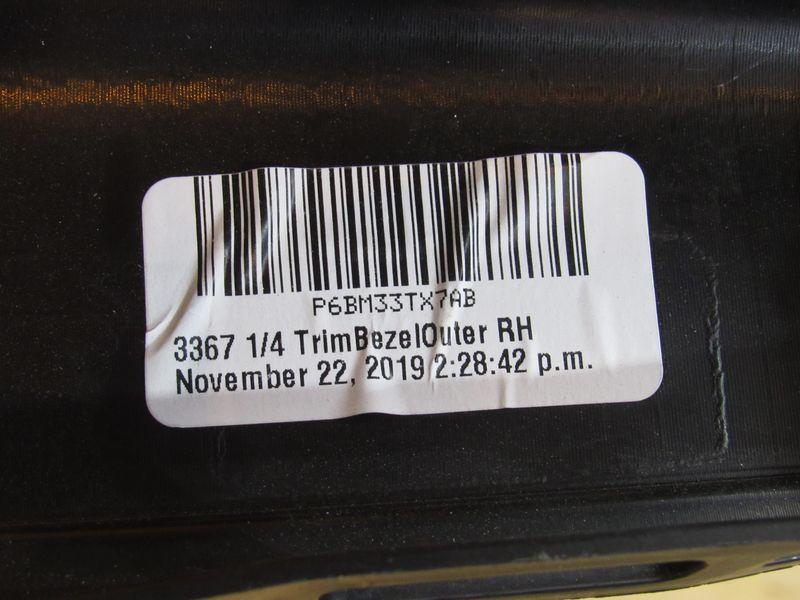 P6BM33TX7AB
3367 1/4 TrimBezelOuter RH
November 22, 2019 2:28:42 p.m.